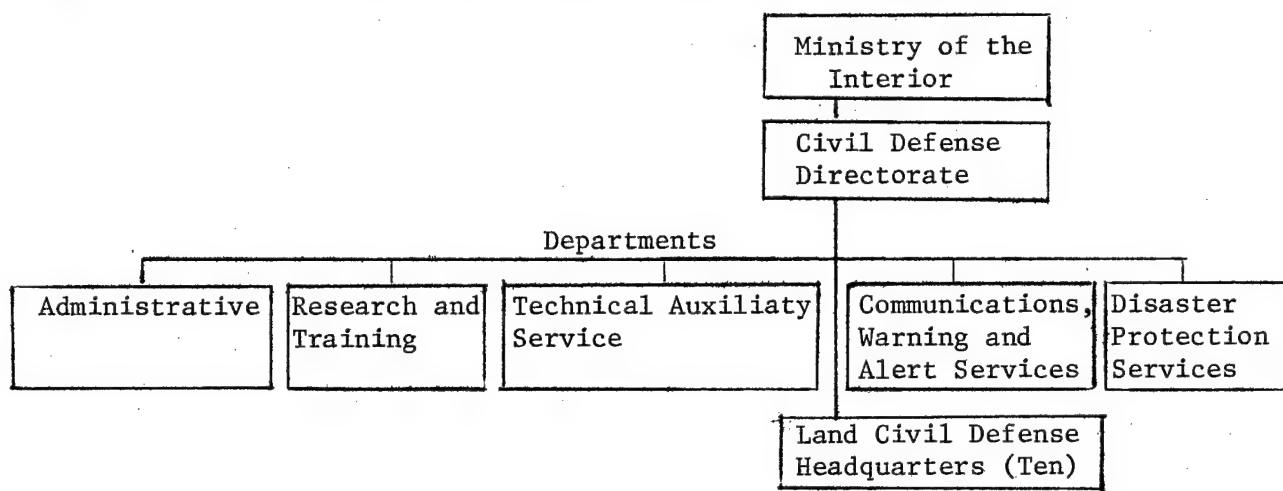 Ministry of the
Interior
Civil Defense
Directorate
Departments
Administrative
Research and
Training
Technical Auxiliaty
Service
Communications,
Warning and
Alert Services
Disaster
Protection
Services
Land Civil Defense
Headquarters (Ten)